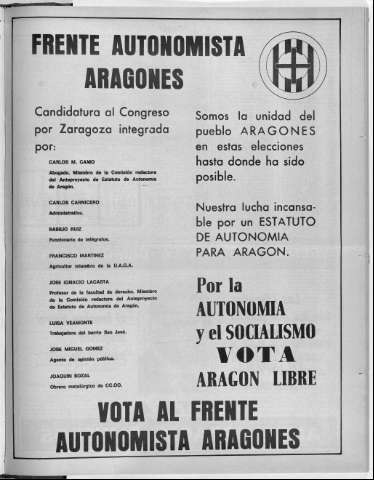 FRENTE AUTONOMISTA
ARAGONES
Candidatura al Congreso
por Zaragoza integrada
por:
CARLOS M. GAMO
Abogado. Miembro de la Comisión redactora
del Anteproyecto de Estatuto de Autonomía
de Aragón.
CARLOS CARNICERO
Administrativo.
BASILIO RUIZ
Funcionario de telégrafos.
FRANCISCO MARTINEZ
Agricultor miembro de la U.A.G.A.
JOSE IGNACIO LACASTA
Profesor de la facultad de derecho. Miembro
de la Comisión redactora del Anteproyecto
de Estatuto de Autonomía de Aragón.
LUISA
Trabajadora del barrio San José.
JOSE MIGUEL GOMEZ
Agente de opinión pública.
JOAQUIN BOZAL
Obrero metalúrgico de CC.OO.
Somos la unidad del
pueblo ARAGONES
en estas elecciones
hasta donde ha sido
posible.
Nuestra lucha incansa-
ble por un ESTATUTO
DE AUTONOMIA
PARA ARAGON.
Por la
AUTONOMIA
y el SOCIALISMO
VOTA
ARAGON LIBRE
VOTA AL FRENTE
AUTONOMISTA ARAGONES